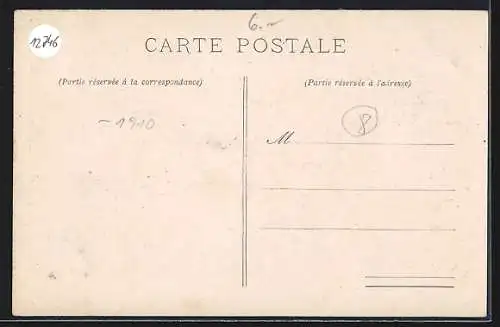 12746
6.-
CARTE POSTALE
(Partie réservée à la correspondance)
(Partie réservée à l'adresse)
~1910
8
M